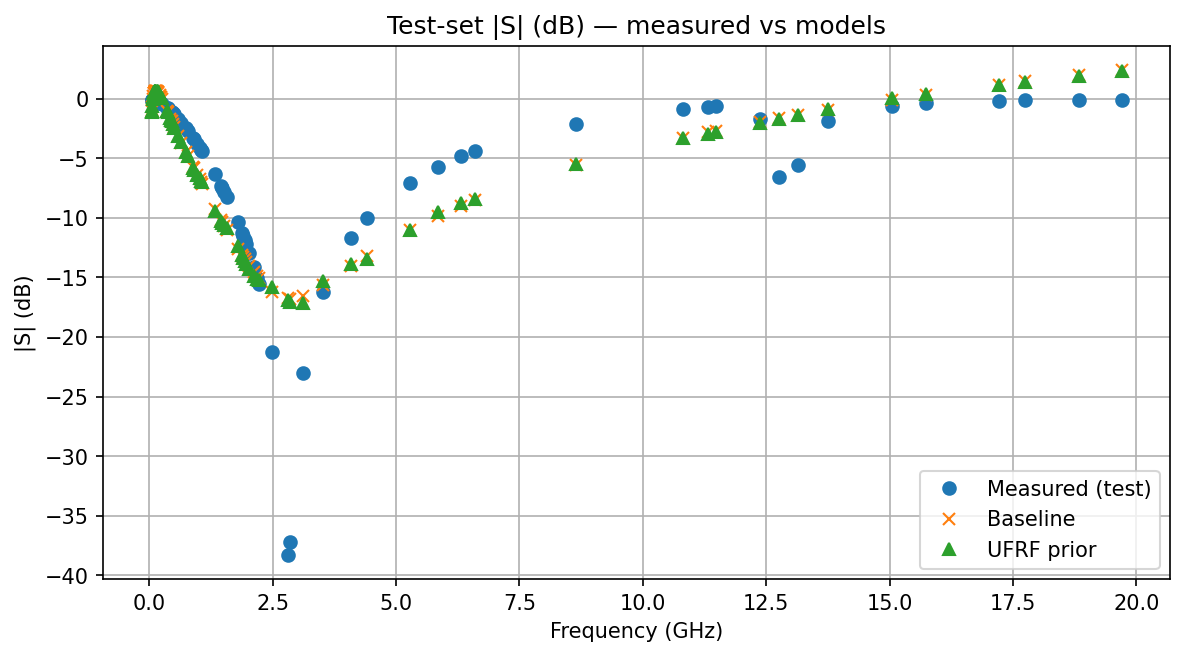 Test-set |S| (dB) — measured vs models
|S| (dB)
0
−5
−10
−15
−20
−25
−30
−35
−40
Measured (test)
Baseline
UFRF prior
0.0 2.5 5.0 7.5 10.0 12.5 15.0 17.5 20.0
Frequency (GHz)